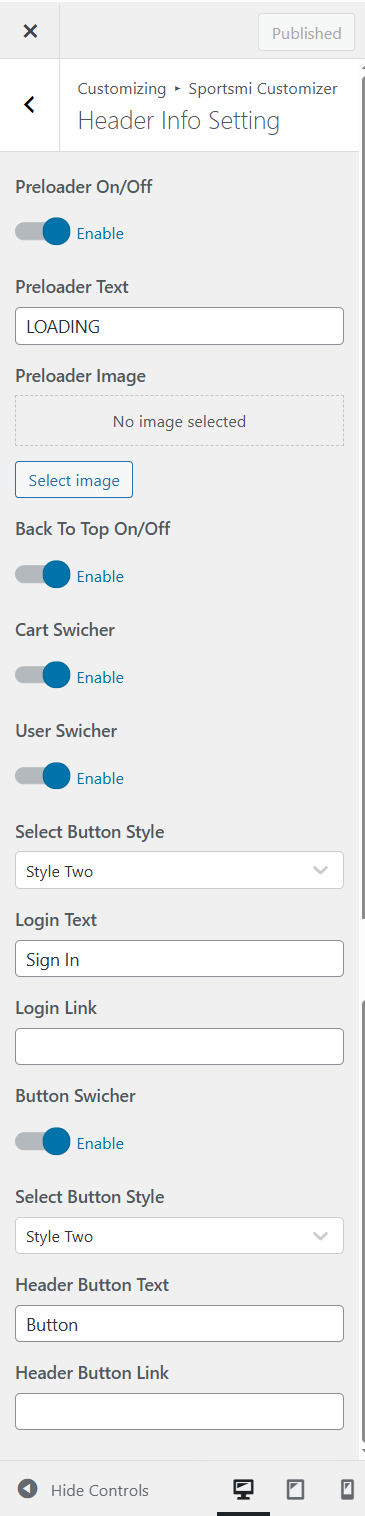 Published
Customizing ▸ Sportsmi Customizer
Header Info Setting
Preloader On/Off
Enable
Preloader Text
LOADING
Preloader Image
No image selected
Select image
Back To Top On/Off
Enable
Cart Swicher
Enable
User Swicher
Enable
Select Button Style
Style Two
Login Text
Sign In
Login Link
Button Swicher
Enable
Select Button Style
Style Two
Header Button Text
Button
Header Button Link
Hide Controls